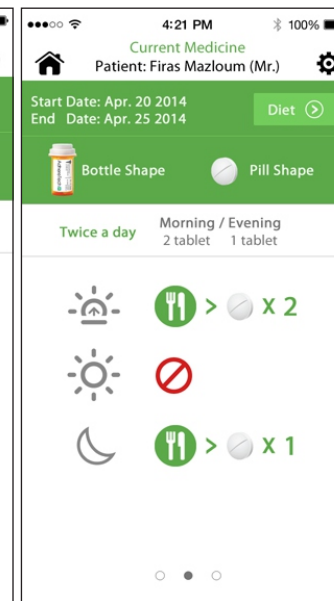 4:21 PM 100%
Current Medicine
Patient: Firas Mazloum (Mr.)
Start Date: Apr. 20 2014
End Date: Apr. 25 2014
Diet
Bottle Shape
Pill Shape
Twice a day
Morning / Evening
2 tablet 1 tablet
> X 2
> X 1